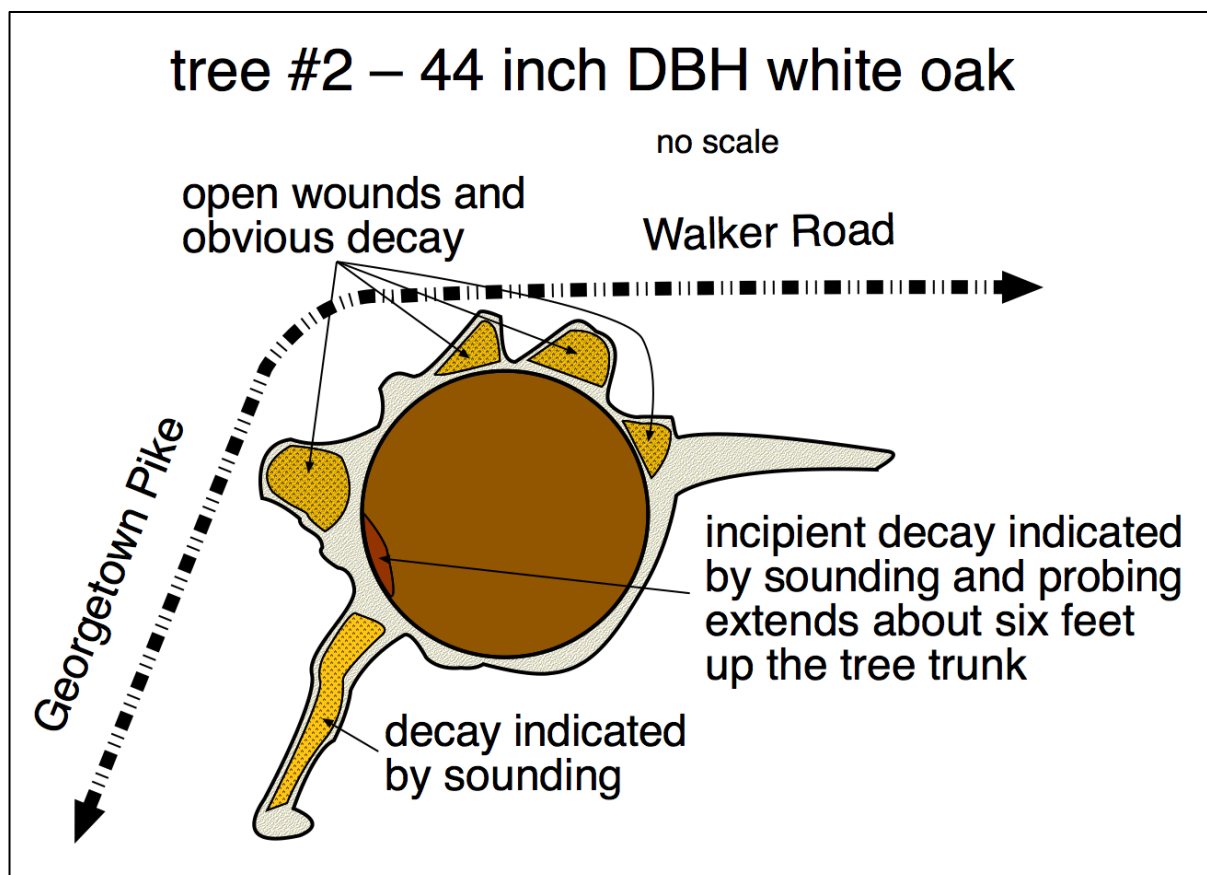 tree #2 – 44 inch DBH white oak
no scale
open wounds and
obvious decay
Walker Road
Georgetown Pike
incipient decay indicated
by sounding and probing
extends about six feet
up the tree trunk
decay indicated
by sounding